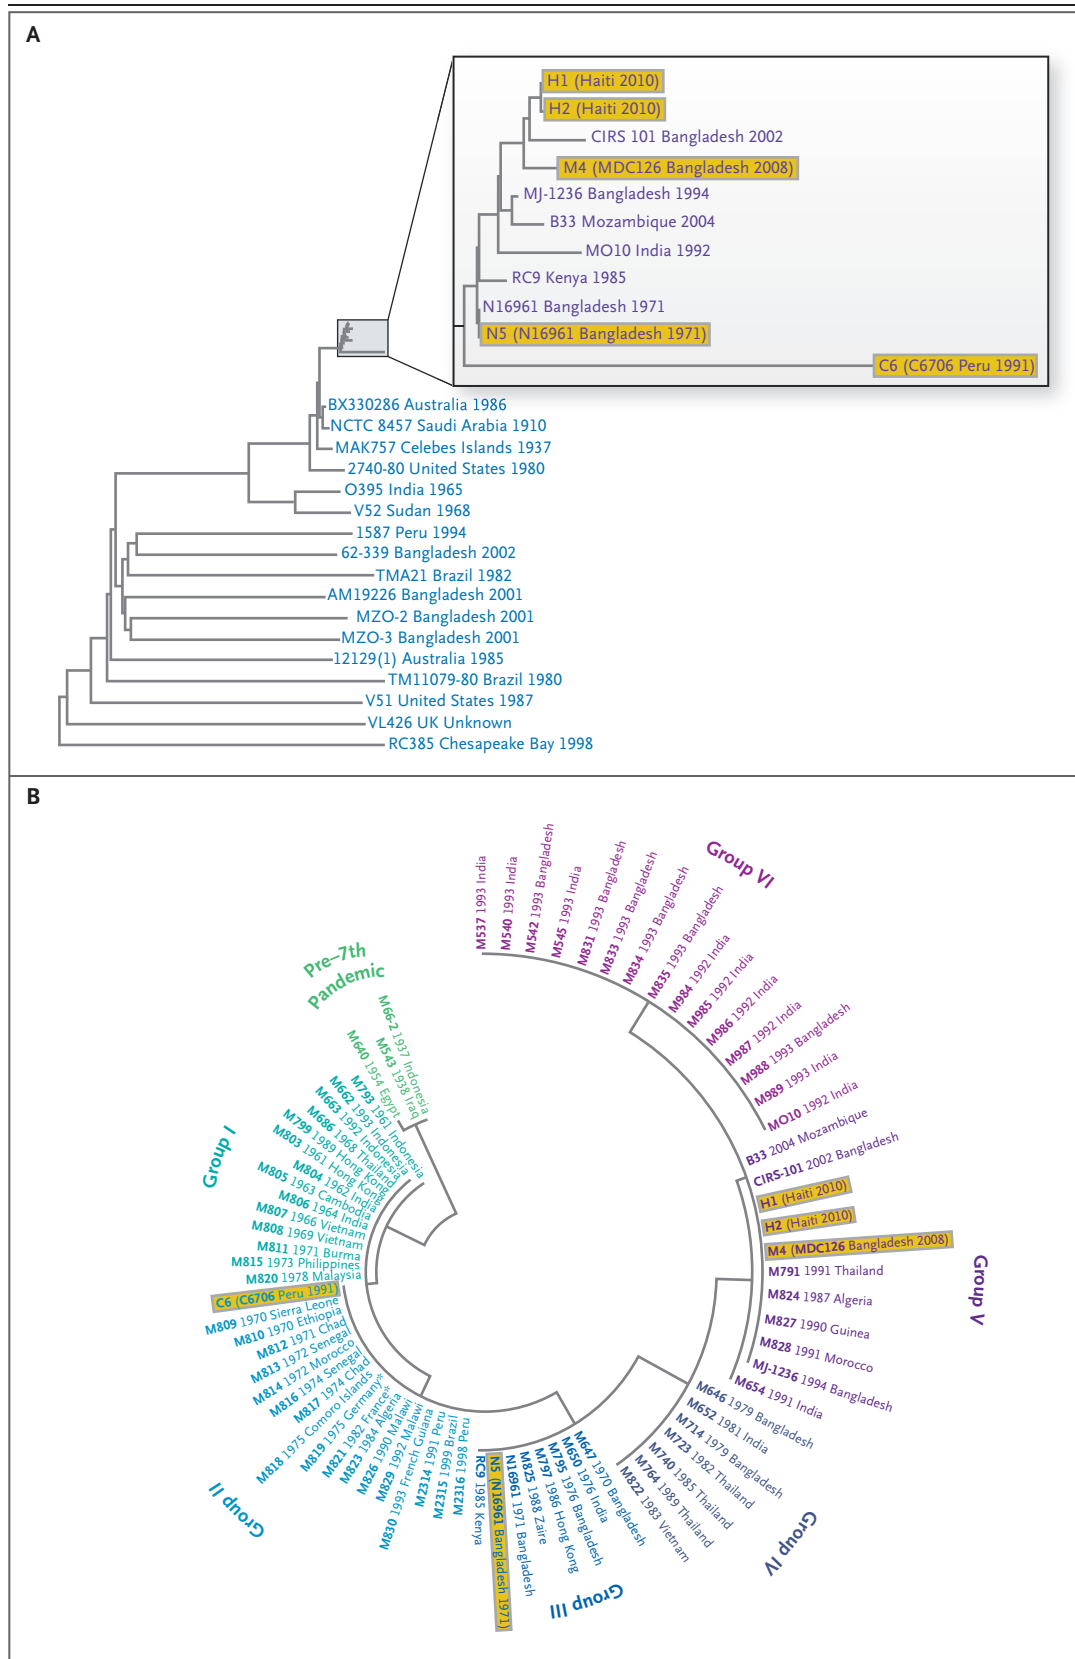 A
H1 (Haiti 2010)
H2 (Haiti 2010)
CIRS 101 Bangladesh 2002
M4 (MDC126 Bangladesh 2008)
MJ-1236 Bangladesh 1994
B33 Mozambique 2004
MO10 India 1992
RC9 Kenya 1985
N16961 Bangladesh 1971
N5 (N16961 Bangladesh 1971)
C6 (C6706 Peru 1991)
BX330286 Australia 1986
NCTC 8457 Saudi Arabia 1910
MAK757 Celebes Islands 1937
2740-80 United States 1980
O395 India 1965
V52 Sudan 1968
1587 Peru 1994
62-339 Bangladesh 2002
TMA21 Brazil 1982
AM19226 Bangladesh 2001
MZO-2 Bangladesh 2001
MZO-3 Bangladesh 2001
12129(1) Australia 1985
TM11079-80 Brazil 1980
V51 United States 1987
VL426 UK Unknown
RC385 Chesapeake Bay 1998
B
Group VI
M537 1993 India
M540 1993 India
M542 1993 Bangladesh
M545 1993 India
M831 1993 Bangladesh
M833 1993 Bangladesh
M834 1993 Bangladesh
M835 1993 Bangladesh
M984 1992 India
M985 1992 India
M986 1992 India
M987 1992 India
M988 1993 Bangladesh
M989 1993 India
MO10 1992 India
B33 2004 Mozambique
CIRS-101 2002 Bangladesh
H1 (Haiti 2010)
H2 (Haiti 2010)
M4 (MDC126 Bangladesh 2008)
M791 1991 Thailand
M824 1987 Algeria
M827 1990 Guinea
M828 1991 Morocco
MJ-1236 1994 Bangladesh
M654 1991 India
Group V
M646 1979 Bangladesh
M652 1981 India
M714 1979 Bangladesh
M723 1982 Thailand
M740 1985 Thailand
M764 1989 Thailand
M822 1983 Vietnam
Group IV
M647 1970 Bangladesh
M650 1976 India
M795 1976 Bangladesh
M797 1986 Hong Kong
M825 1988 Zaire
N16961 1971 Bangladesh
N5 (N16961 Bangladesh 1971)
RC9 1985 Kenya
Group III
M2316 1998 Peru
M2315 1999 Brazil
M2314 1991 Peru
M830 1993 French Guiana
M829 1992 Malawi
M826 1990 Malawi
M823 1984 Algeria
M821 1982 France*
M819 1975 Germany*
M818 1975 Comoro Islands
M817 1974 Chad
M816 1974 Senegal
M814 1972 Morocco
M813 1972 Senegal
M812 1971 Chad
M810 1970 Ethiopia
M809 1970 Sierra Leone
C6 (C6706 Peru 1991)
Group II
M820 1978 Malaysia
M815 1973 Philippines
M811 1971 Burma
M808 1969 Vietnam
M807 1966 Vietnam
M806 1964 India
M805 1963 Cambodia
M804 1962 India
M803 1961 Hong Kong
M799 1989 Hong Kong
M686 1968 Thailand
M663 1992 Indonesia
M662 1993 Indonesia
M793 1961 Indonesia
Group I
M640 1954 Egypt
M543 1938 Iraq
M66-2 1937 Indonesia
Pre–7th
Pandemic